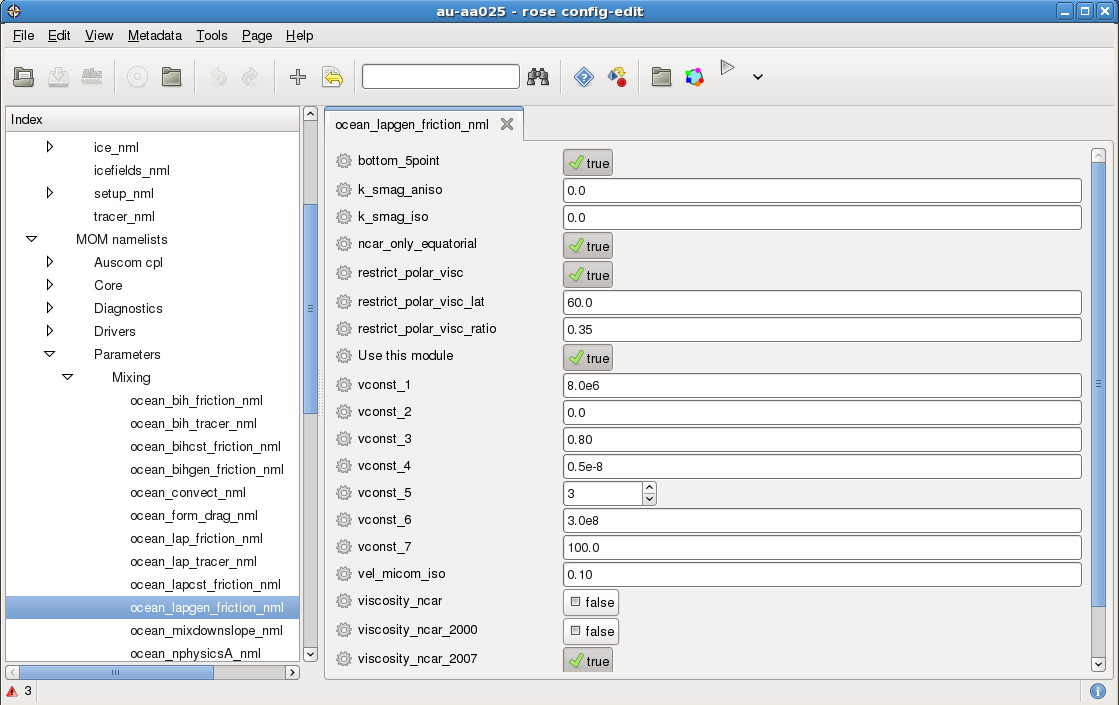 au-aa025 - rose config-edit
File Edit View Metadata Tools Page Help
Abc
Index
ice_nml
icefields_nml
setup_nml
tracer_nml
MOM namelists
Auscom cpl
Core
Diagnostics
Drivers
Parameters
Mixing
ocean_bih_friction_nml
ocean_bih_tracer_nml
ocean_bihcst_friction_nml
ocean_bihgen_friction_nml
ocean_convect_nml
ocean_form_drag_nml
ocean_lap_friction_nml
ocean_lap_tracer_nml
ocean_lapcst_friction_nml
ocean_lapgen_friction_nml
ocean_mixdownslope_nml
ocean_nphysicsA_nml
ocean_lapgen_friction_nml
bottom_5point true
k_smag_aniso 0.0
k_smag_iso 0.0
ncar_only_equatorial true
restrict_polar_visc true
restrict_polar_visc_lat 60.0
restrict_polar_visc_ratio 0.35
Use this module true
vconst_1 8.0e6
vconst_2 0.0
vconst_3 0.80
vconst_4 0.5e-8
vconst_5 3
vconst_6 3.0e8
vconst_7 100.0
vel_micom_iso 0.10
viscosity_ncar false
viscosity_ncar_2000 false
viscosity_ncar_2007 true
3